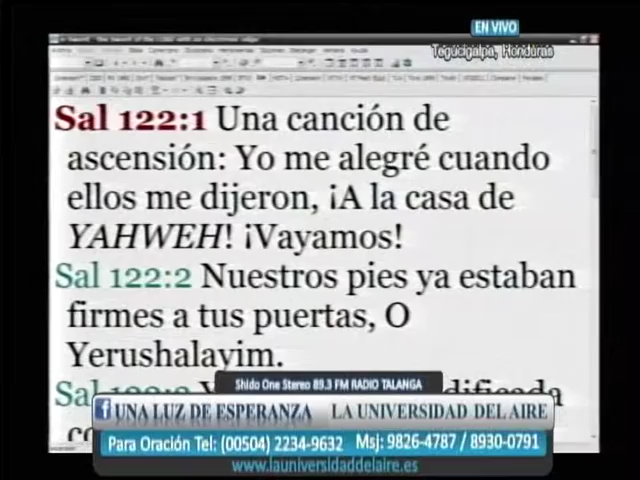 EN VIVO
Tegucigalpa, Honduras
Sal 122:1 Una canción de
ascensión: Yo me alegré cuando
ellos me dijeron, ¡A la casa de
YAHWEH! ¡Vayamos!
Sal 122:2 Nuestros pies ya estaban
firmes a tus puertas, O
Yerushalayim.
Shido One Stereo 89.3 FM RADIO TALANGA
UNA LUZ DE ESPERANZA LA UNIVERSIDAD DEL AIRE
Para Oración Tel: (00504) 2234-9632 Msj: 9826-4787 / 8930-0791
www.launiversidaddelaire.es